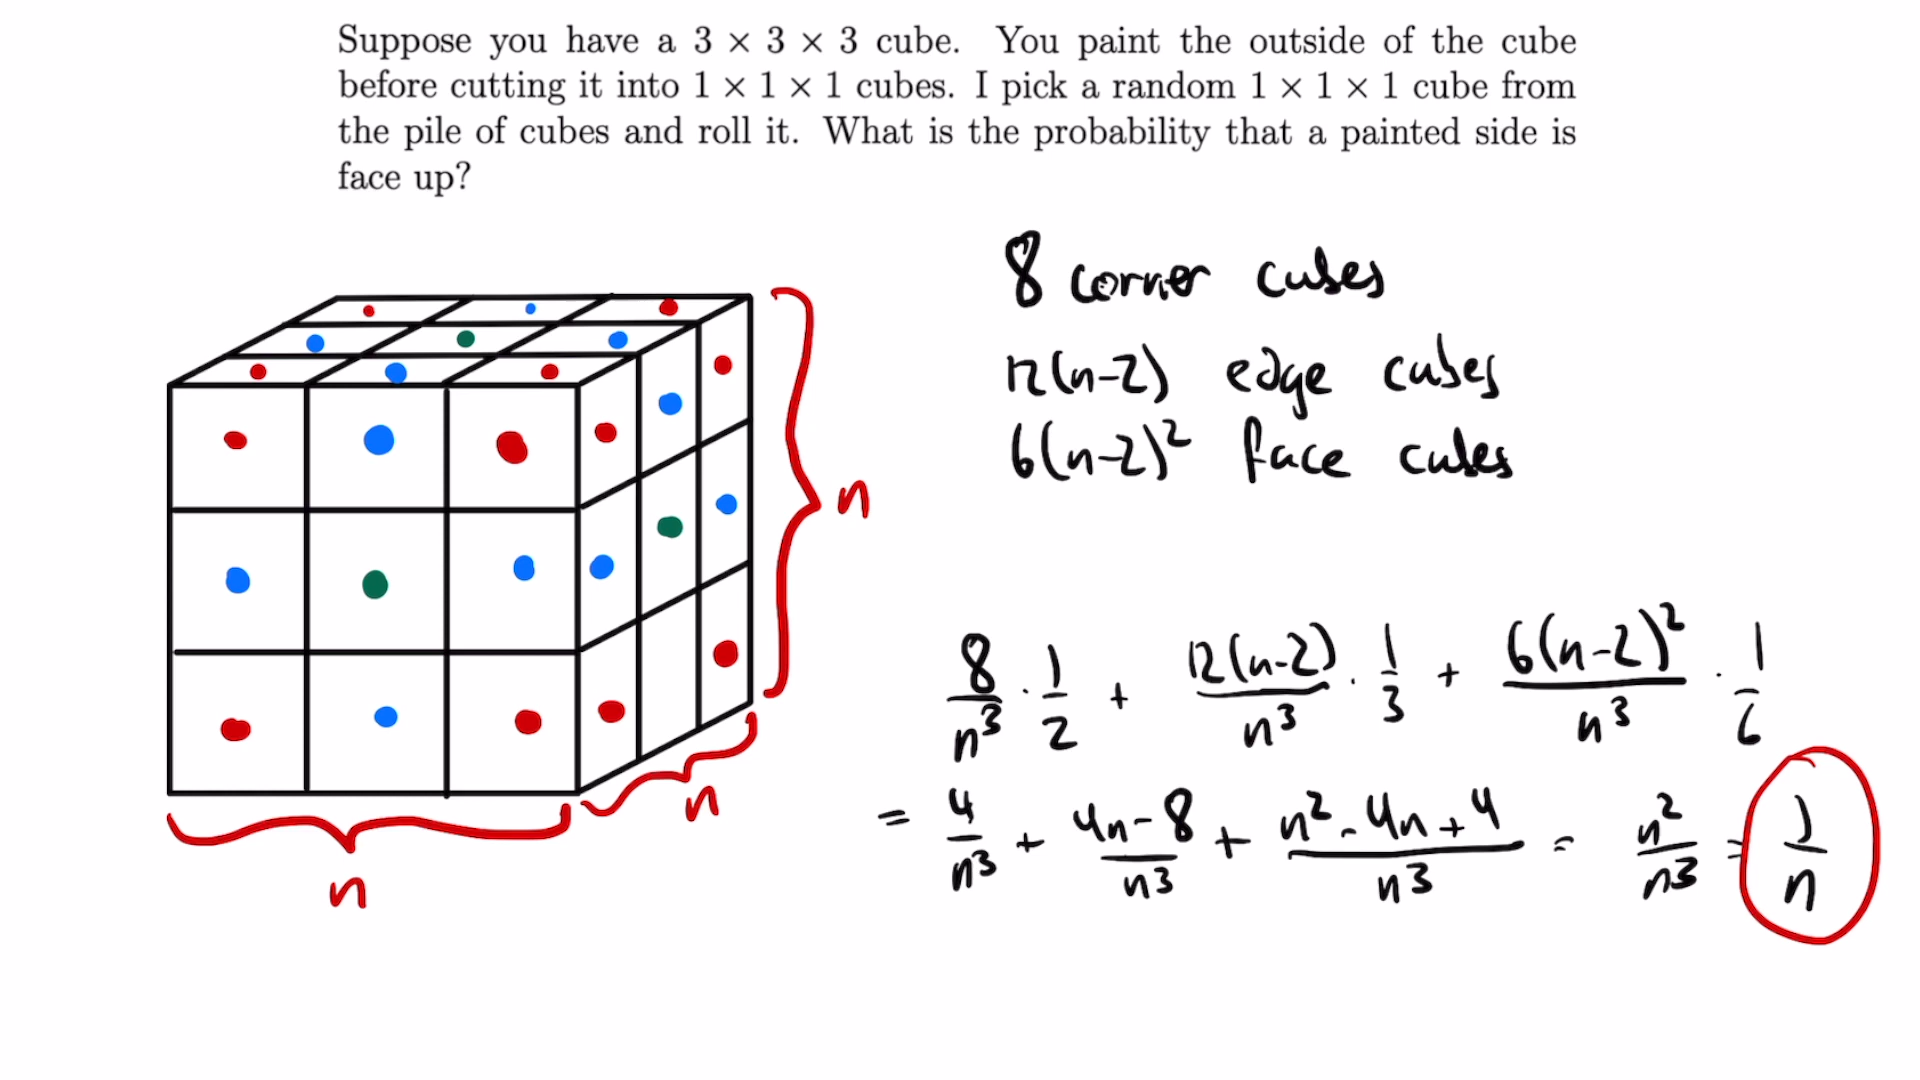 Suppose you have a 3 × 3 × 3 cube. You paint the outside of the cube
before cutting it into 1 × 1 × 1 cubes. I pick a random 1 × 1 × 1 cube from
the pile of cubes and roll it. What is the probability that a painted side is
face up?
8 corner cubes
12(n-2) edge cubes
6(n-2)² face cubes
n
n
n
8/n³ · 1/2 + 12(n-2)/n³ · 1/3 + 6(n-2)²/n³ · 1/6
= 4/n³ + 4n-8/n³ + n²-4n+4/n³ = n²/n³ = 1/n